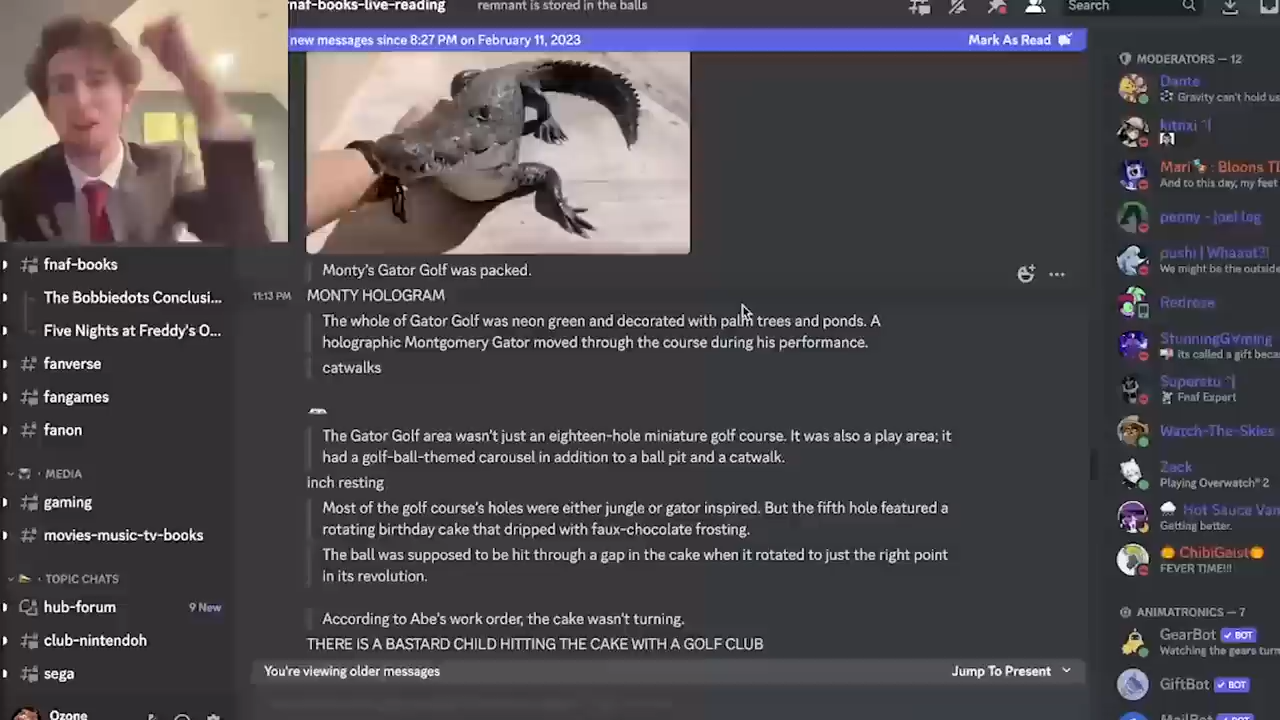 fnaf-books-live-reading
remnant is stored in the balls
Search
new messages since 8:27 PM on February 11, 2023
Mark As Read
fnaf-books
The Bobbiedots Conclusi...
Five Nights at Freddy's O...
fanverse
fangames
fanon
MEDIA
gaming
movies-music-tv-books
TOPIC CHATS
hub-forum
9 New
club-nintendoh
sega
Ozone
Monty's Gator Golf was packed.
11:13 PM
MONTY HOLOGRAM
The whole of Gator Golf was neon green and decorated with palm trees and ponds. A
holographic Montgomery Gator moved through the course during his performance.
catwalks
The Gator Golf area wasn't just an eighteen-hole miniature golf course. It was also a play area; it
had a golf-ball-themed carousel in addition to a ball pit and a catwalk.
inch resting
Most of the golf course's holes were either jungle or gator inspired. But the fifth hole featured a
rotating birthday cake that dripped with faux-chocolate frosting.
The ball was supposed to be hit through a gap in the cake when it rotated to just the right point
in its revolution.
According to Abe's work order, the cake wasn't turning.
THERE IS A BASTARD CHILD HITTING THE CAKE WITH A GOLF CLUB
You're viewing older messages
Jump To Present
MODERATORS — 12
Dante
Gravity can't hold us
kitnxi ^|
Mari : Bloons TD
And to this day, my feet
penny - joel log
pushi | Whaaat?!
We might be the outside
Redrose
StunningGVming
its called a gift beca
Superstu ^|
Fnaf Expert
Watch-The-Skies
Zack
Playing Overwatch® 2
Hot Sauce Van
Getting better.
ChibiGeist
FEVER TIME!!!
ANIMATRONICS — 7
GearBot
BOT
Watching the gears turn
GiftBot
BOT
MailBot
BOT